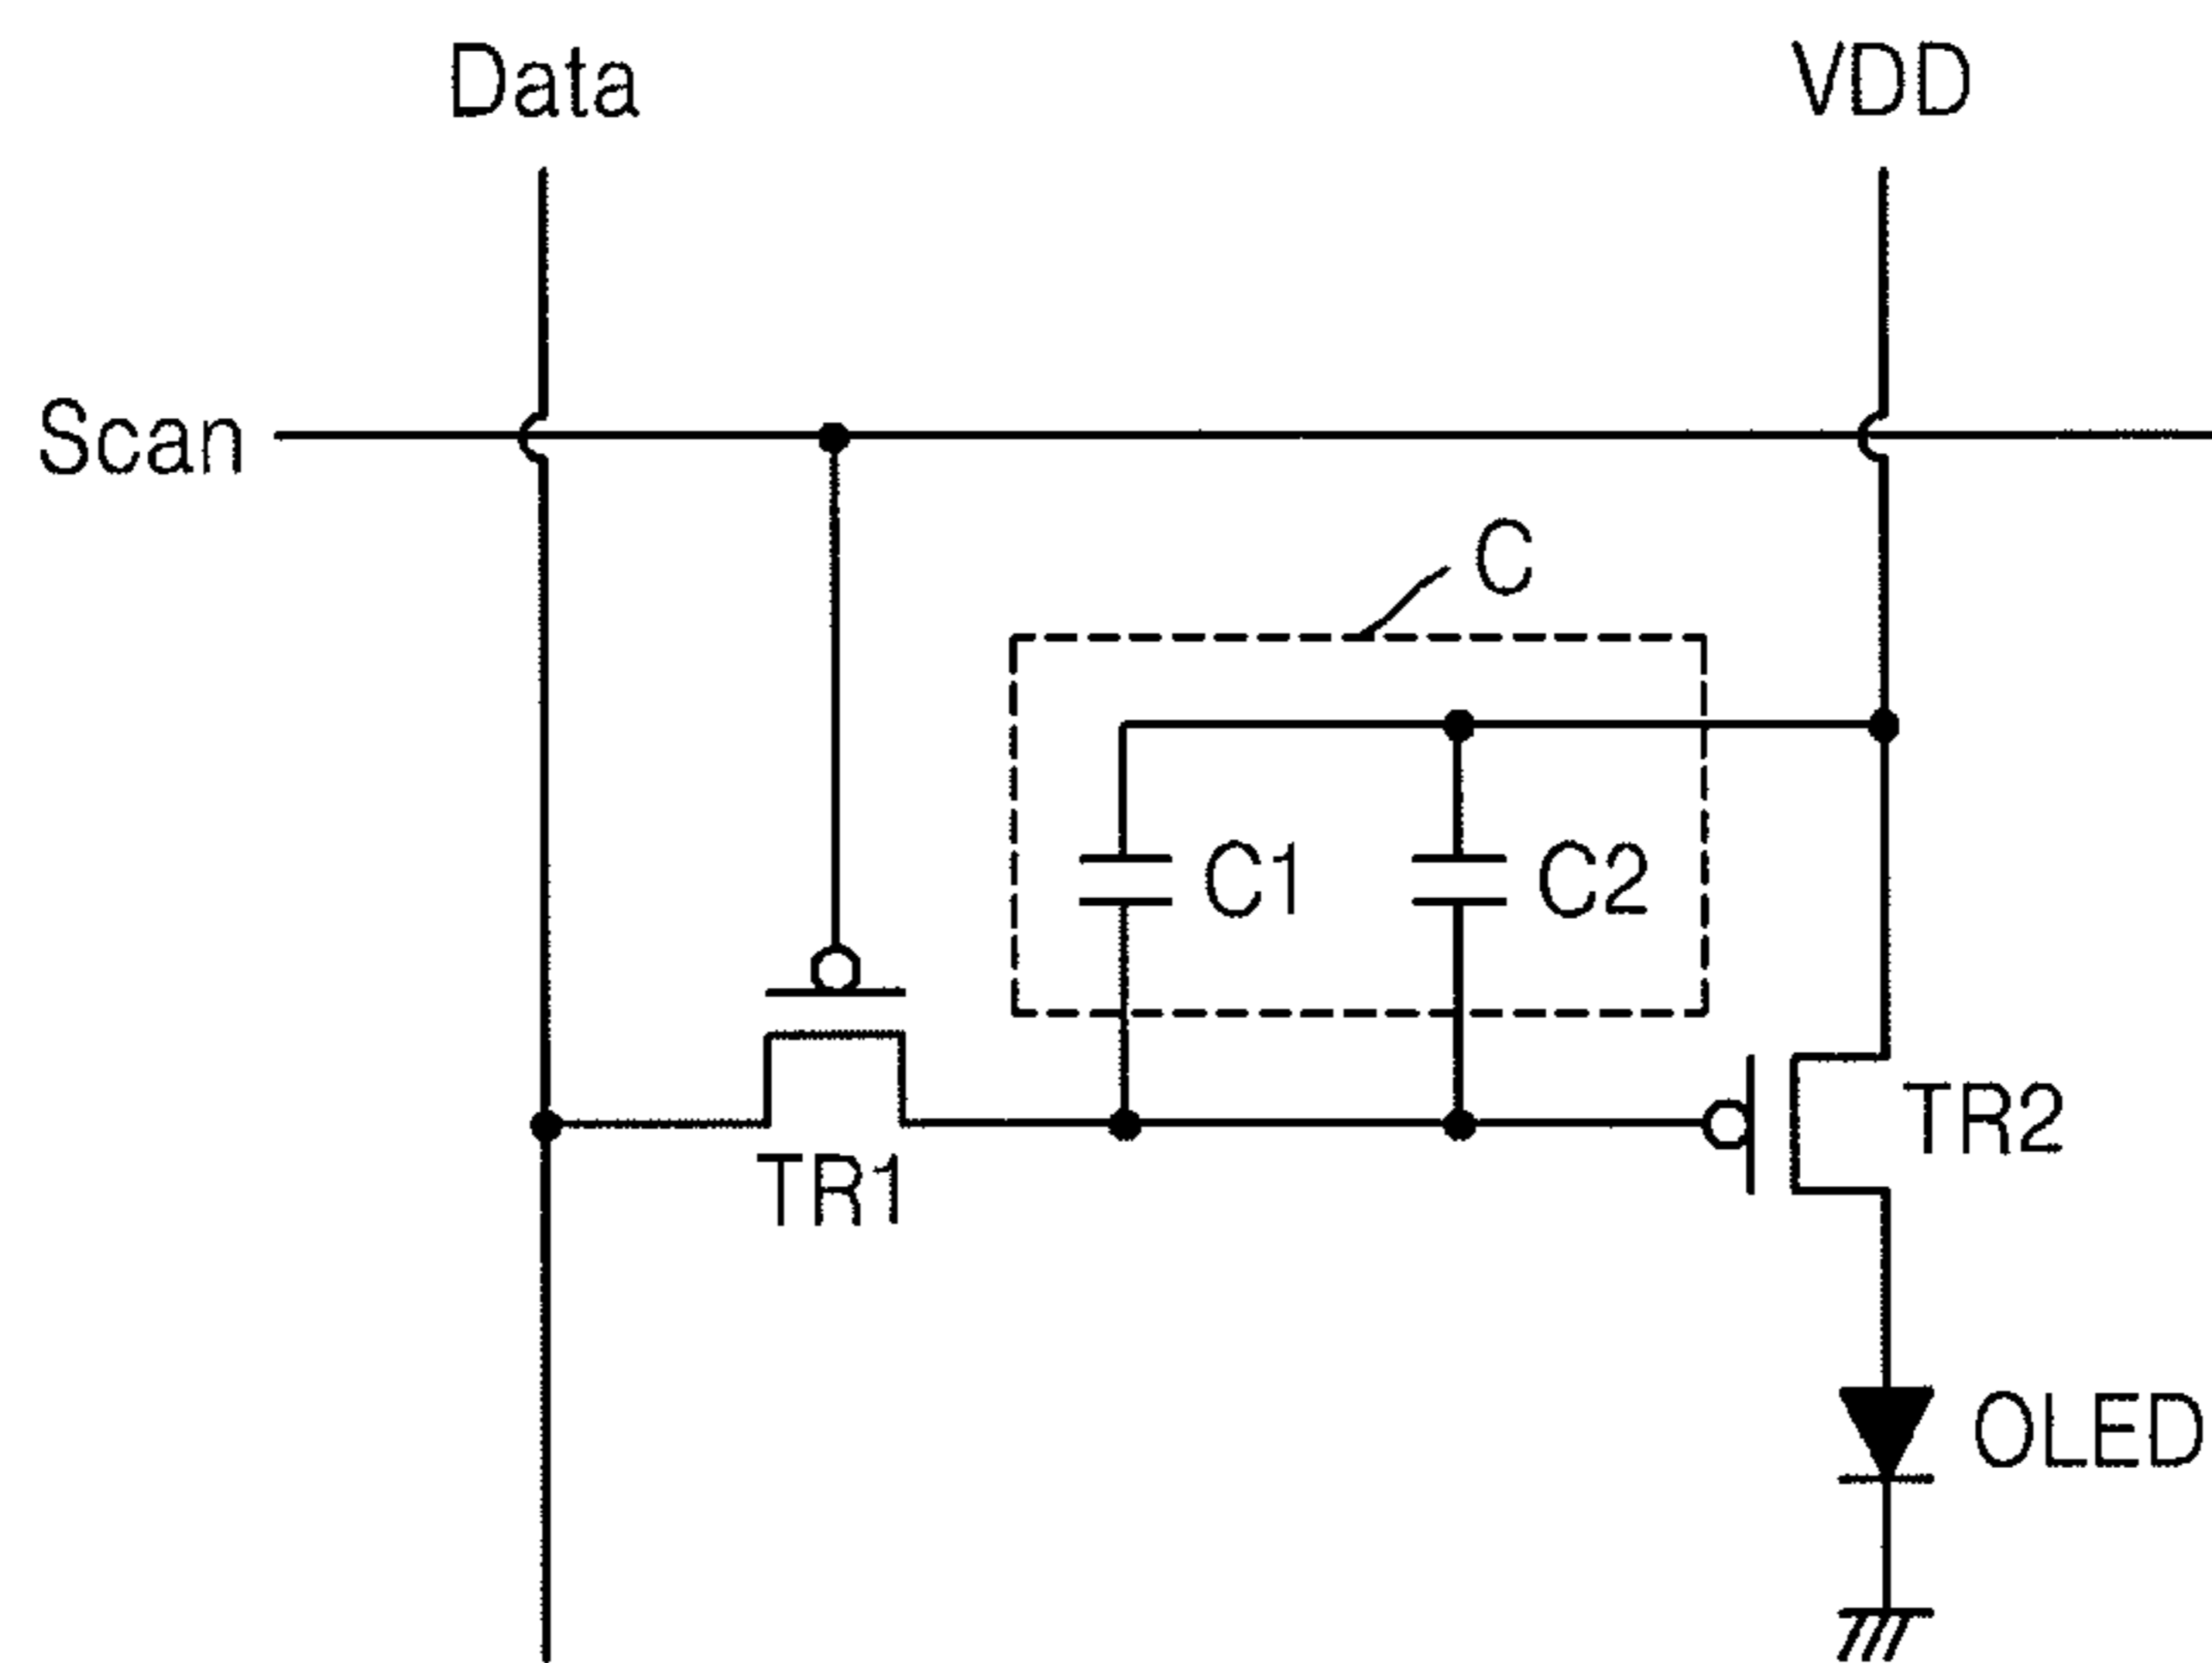 Data
VDD
Scan
C
C1
C2
TR2
TR1
OLED